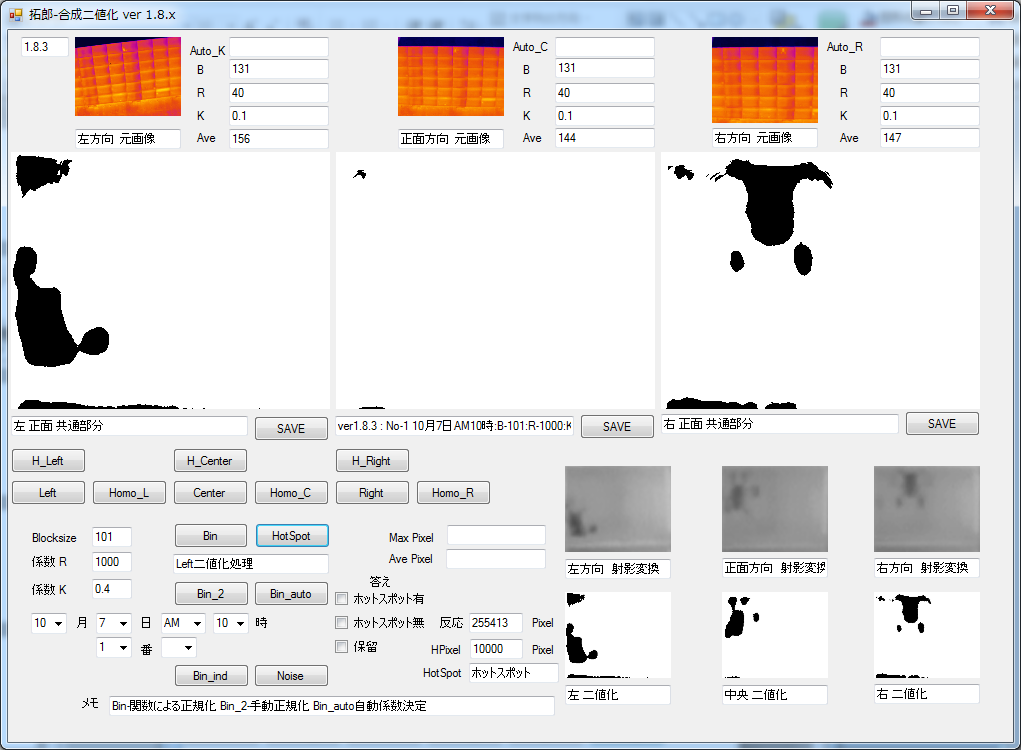 拓郎-合成二値化 ver 1.8.x
1.8.3
Auto_K
B 131
R 40
K 0.1
Ave 156
左方向 元画像
Auto_C
B 131
R 40
K 0.1
Ave 144
正面方向 元画像
Auto_R
B 131
R 40
K 0.1
Ave 147
右方向 元画像
左 正面 共通部分
SAVE
ver1.8.3 : No-1 10月7日AM10時:B-101:R-1000:K
SAVE
右 正面 共通部分
SAVE
H_Left
H_Center
H_Right
Left
Homo_L
Center
Homo_C
Right
Homo_R
Blocksize 101
係数 R 1000
係数 K 0.4
Bin
HotSpot
Left二値化処理
Bin_2
Bin_auto
10 月 7 日 AM 10 時
1 番
Bin_ind
Noise
Max Pixel
Ave Pixel
答え
ホットスポット有
ホットスポット無
保留
反応 255413 Pixel
HPixel 10000 Pixel
HotSpot ホットスポット
メモ Bin-関数による正規化 Bin_2-手動正規化 Bin_auto自動係数決定
左方向 射影変換
正面方向 射影変換
右方向 射影変換
左 二値化
中央 二値化
右 二値化